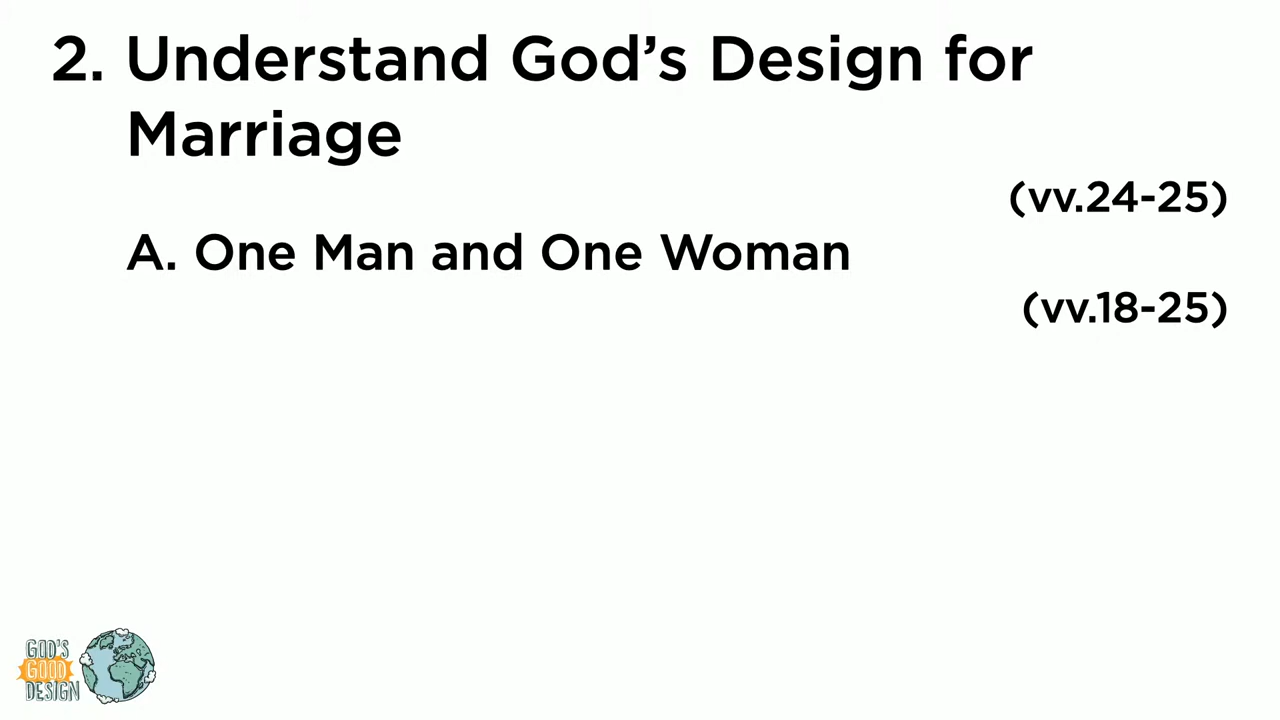 2. Understand God’s Design for
Marriage
(vv.24-25)
A. One Man and One Woman
(vv.18-25)
GOD'S
GOOD
DESIGN